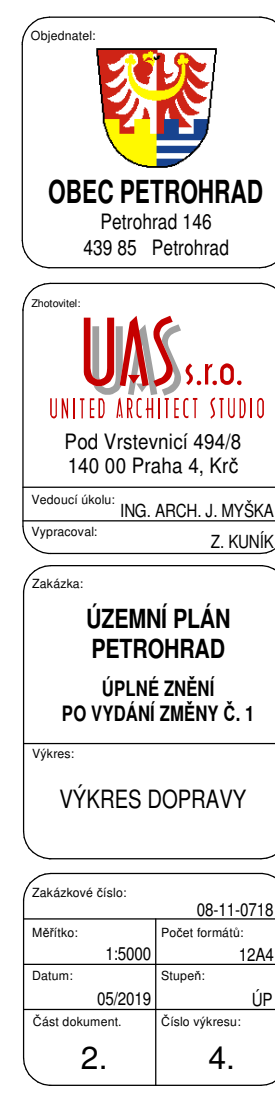 Objednatel:
OBEC PETROHRAD
Petrohrad 146
439 85 Petrohrad
Zhotovitel:
UAS s.r.o.
UNITED ARCHITECT STUDIO
Pod Vrstevnicí 494/8
140 00 Praha 4, Krč
Vedoucí úkolu: ING. ARCH. J. MYŠKA
Vypracoval: Z. KUNÍK
Zakázka:
ÚZEMNÍ PLÁN
PETROHRAD
ÚPLNÉ ZNĚNÍ
PO VYDÁNÍ ZMĚNY Č. 1
Výkres:
VÝKRES DOPRAVY
Zakázkové číslo:
08-11-0718
Měřítko: Počet formátů:
1:5000 12A4
Datum: Stupeň:
05/2019 ÚP
Část dokument. Číslo výkresu:
2. 4.